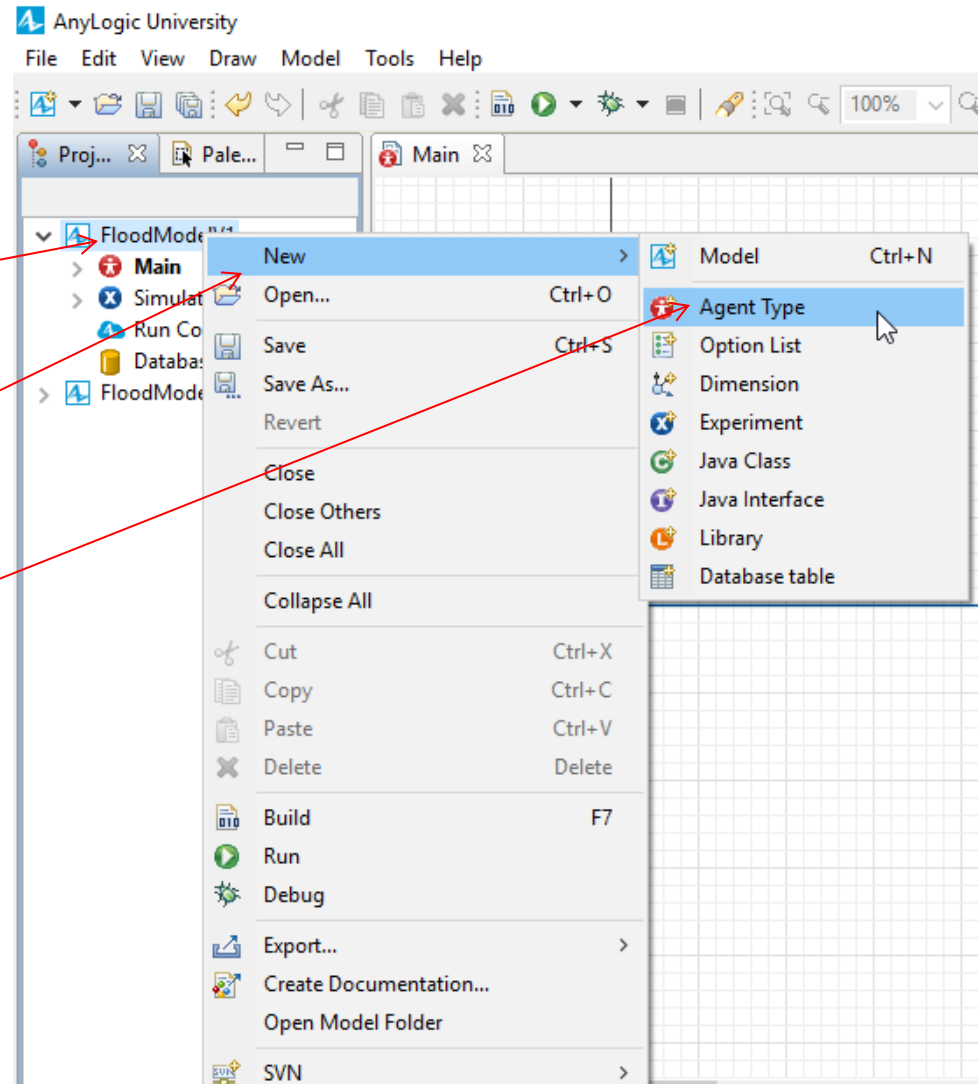 AnyLogic University
File Edit View Draw Model Tools Help
100%
Proj... Pale... Main
FloodModelV1
Main
Simulat
Run Co
Databas
FloodMode
New
Open... Ctrl+O
Save Ctrl+S
Save As...
Revert
Close
Close Others
Close All
Collapse All
Cut Ctrl+X
Copy Ctrl+C
Paste Ctrl+V
Delete Delete
Build F7
Run
Debug
Export...
Create Documentation...
Open Model Folder
SVN
Model Ctrl+N
Agent Type
Option List
Dimension
Experiment
Java Class
Java Interface
Library
Database table